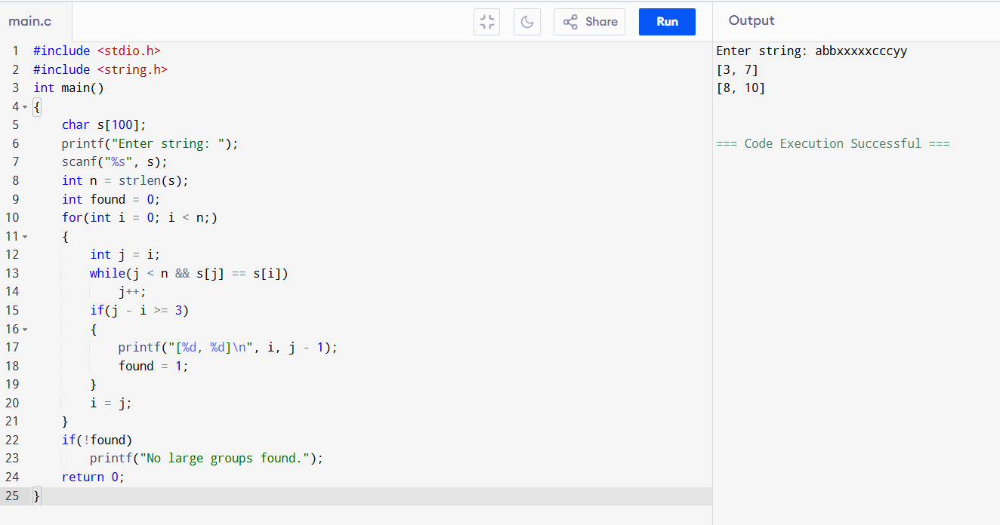 main.c
Share
Run
Output
1 #include <stdio.h>
2 #include <string.h>
3 int main()
4 {
5     char s[100];
6     printf("Enter string: ");
7     scanf("%s", s);
8     int n = strlen(s);
9     int found = 0;
10     for(int i = 0; i < n;)
11     {
12         int j = i;
13         while(j < n && s[j] == s[i])
14             j++;
15         if(j - i >= 3)
16         {
17             printf("[%d, %d]\n", i, j - 1);
18             found = 1;
19         }
20         i = j;
21     }
22     if(!found)
23         printf("No large groups found.");
24     return 0;
25 }
Enter string: abbxxxxxcccyy
[3, 7]
[8, 10]
=== Code Execution Successful ===